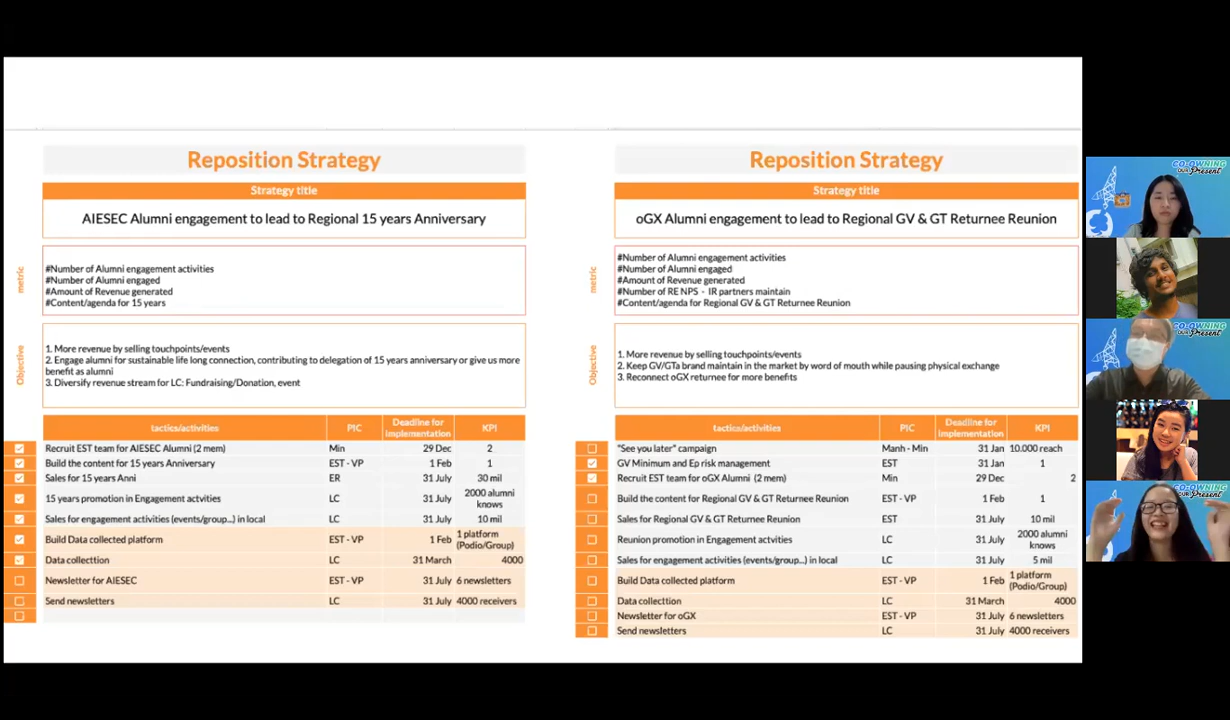 Reposition Strategy
Strategy title
AIESEC Alumni engagement to lead to Regional 15 years Anniversary
metric
#Number of Alumni engagement activities
#Number of Alumni engaged
#Amount of Revenue generated
#Content/agenda for 15 years
Objective
1. More revenue by selling touchpoints/events
2. Engage alumni for sustainable life long connection, contributing to delegation of 15 years anniversary or give us more
benefit as alumni
3. Diversify revenue stream for LC: Fundraising/Donation, event
tactics/activities PIC Deadline for Implementation KPI
Recruit EST team for AIESEC Alumni (2 mem) Min 29 Dec 2
Build the content for 15 years Anniversary EST - VP 1 Feb 1
Sales for 15 years Anni ER 31 July 30 mil
15 years promotion in Engagement actvities LC 31 July 2000 alumni knows
Sales for engagement activities (events/group...) in local LC 31 July 10 mil
Build Data collected platform EST - VP 1 Feb 1 platform (Podio/Group)
Data collecttion LC 31 March 4000
Newsletter for AIESEC EST - VP 31 July 6 newsletters
Send newsletters LC 31 July 4000 receivers
Reposition Strategy
Strategy title
oGX Alumni engagement to lead to Regional GV & GT Returnee Reunion
metric
#Number of Alumni engagement activities
#Number of Alumni engaged
#Amount of Revenue generated
#Number of RE NPS - IR partners maintain
#Content/agenda for Regional GV & GT Returnee Reunion
Objective
1. More revenue by selling touchpoints/events
2. Keep GV/GTa brand maintain in the market by word of mouth while pausing physical exchange
3. Reconnect oGX returnee for more benefits
tactics/activities PIC Deadline for Implementation KPI
"See you later" campaign Manh - Min 31 Jan 10.000 reach
GV Minimum and Ep risk management EST 31 Jan 1
Recruit EST team for oGX Alumni (2 mem) Min 29 Dec 2
Build the content for Regional GV & GT Returnee Reunion EST - VP 1 Feb 1
Sales for Regional GV & GT Returnee Reunion EST 31 July 10 mil
Reunion promotion in Engagement actvities LC 31 July 2000 alumni knows
Sales for engagement activities (events/group...) in local LC 31 July 5 mil
Build Data collected platform EST - VP 1 Feb 1 platform (Podio/Group)
Data collecttion LC 31 March 4000
Newsletter for oGX EST - VP 31 July 6 newsletters
Send newsletters LC 31 July 4000 receivers
CO-OWNING
OUR Present
CO-OWNING
OUR Present
CO-OWNING
OUR Present